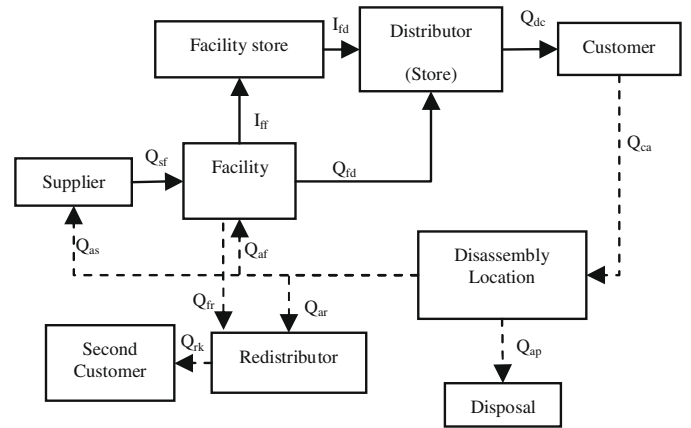 Facility store
I_fd
Distributor
(Store)
Q_dc
Customer
I_ff
Q_ca
Q_sf
Facility
Q_fd
Supplier
Q_as
Q_af
Disassembly
Location
Q_fr
Q_ar
Second
Customer
Q_rk
Redistributor
Q_ap
Disposal